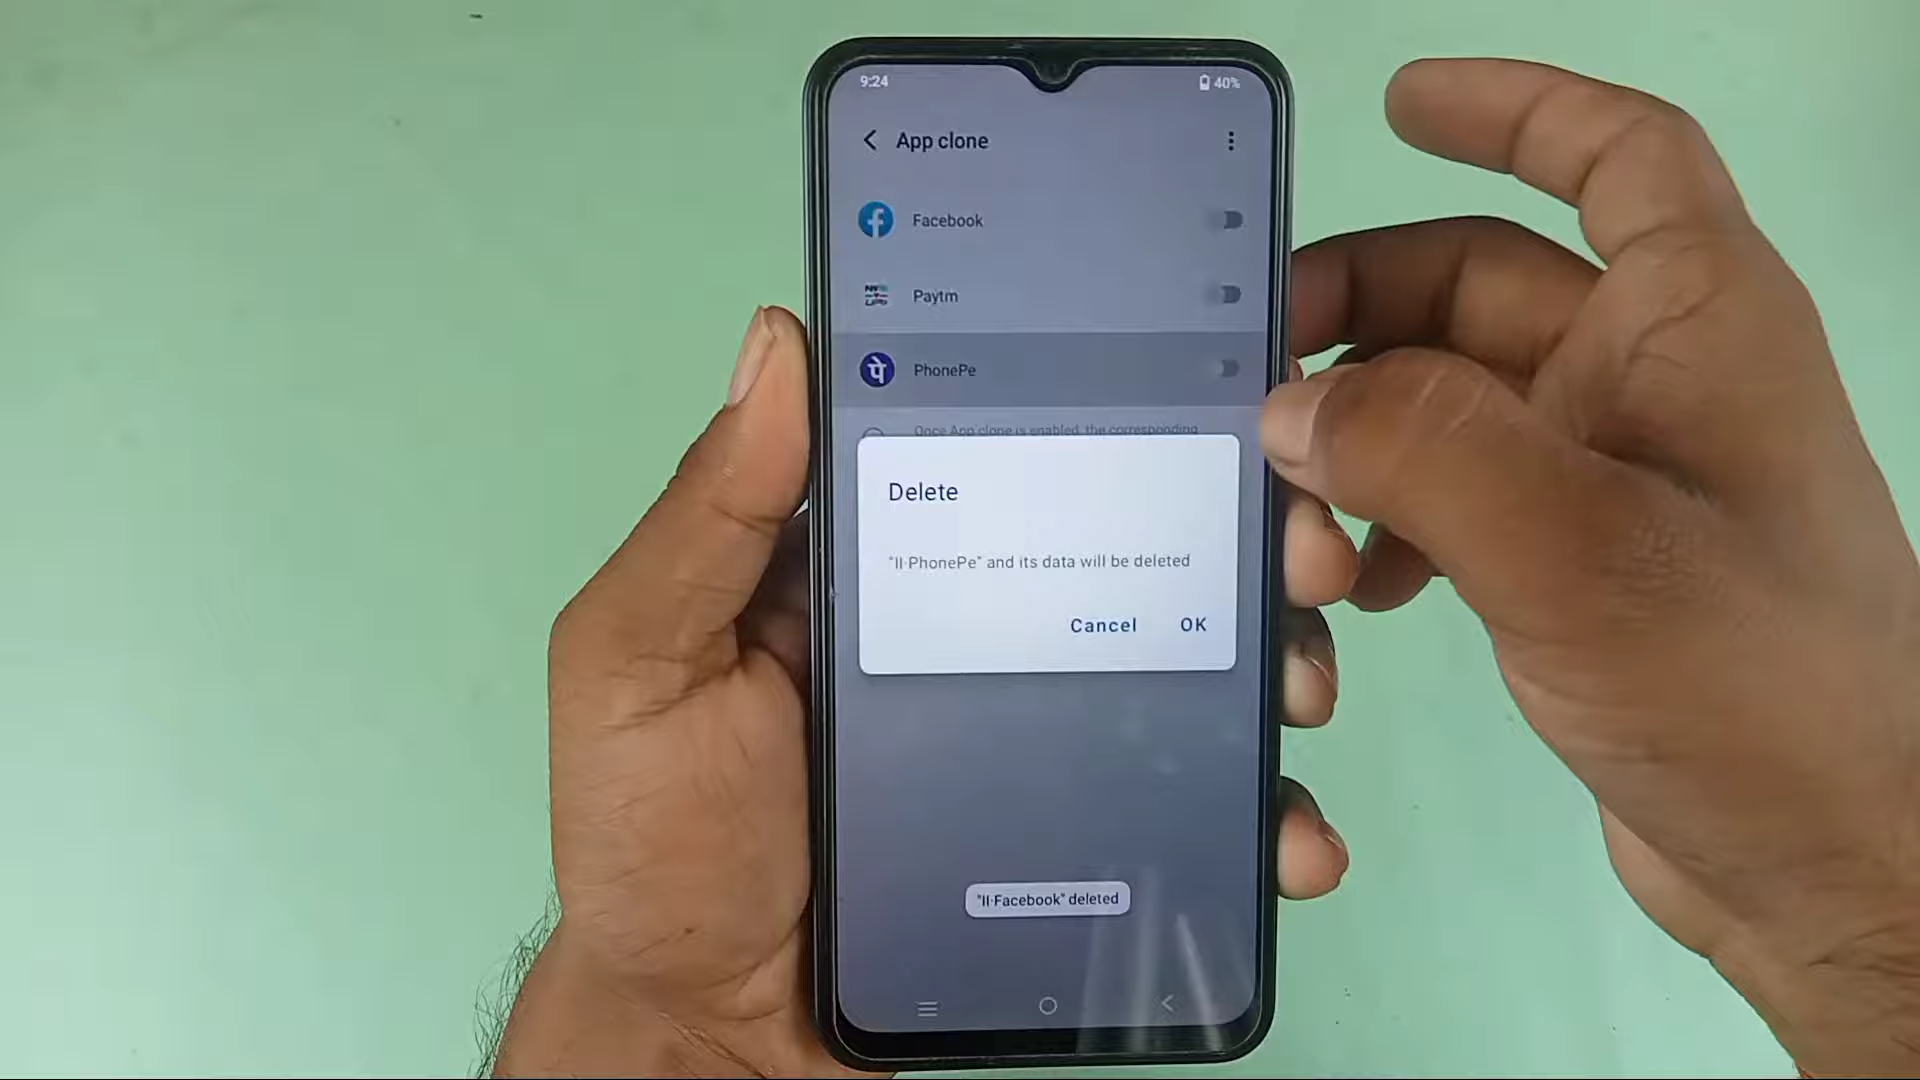 9:24
40%
App clone
Facebook
Paytm
पे
PhonePe
Once App clone is enabled, the corresponding
Delete
"II·PhonePe" and its data will be deleted
Cancel OK
"II·Facebook" deleted